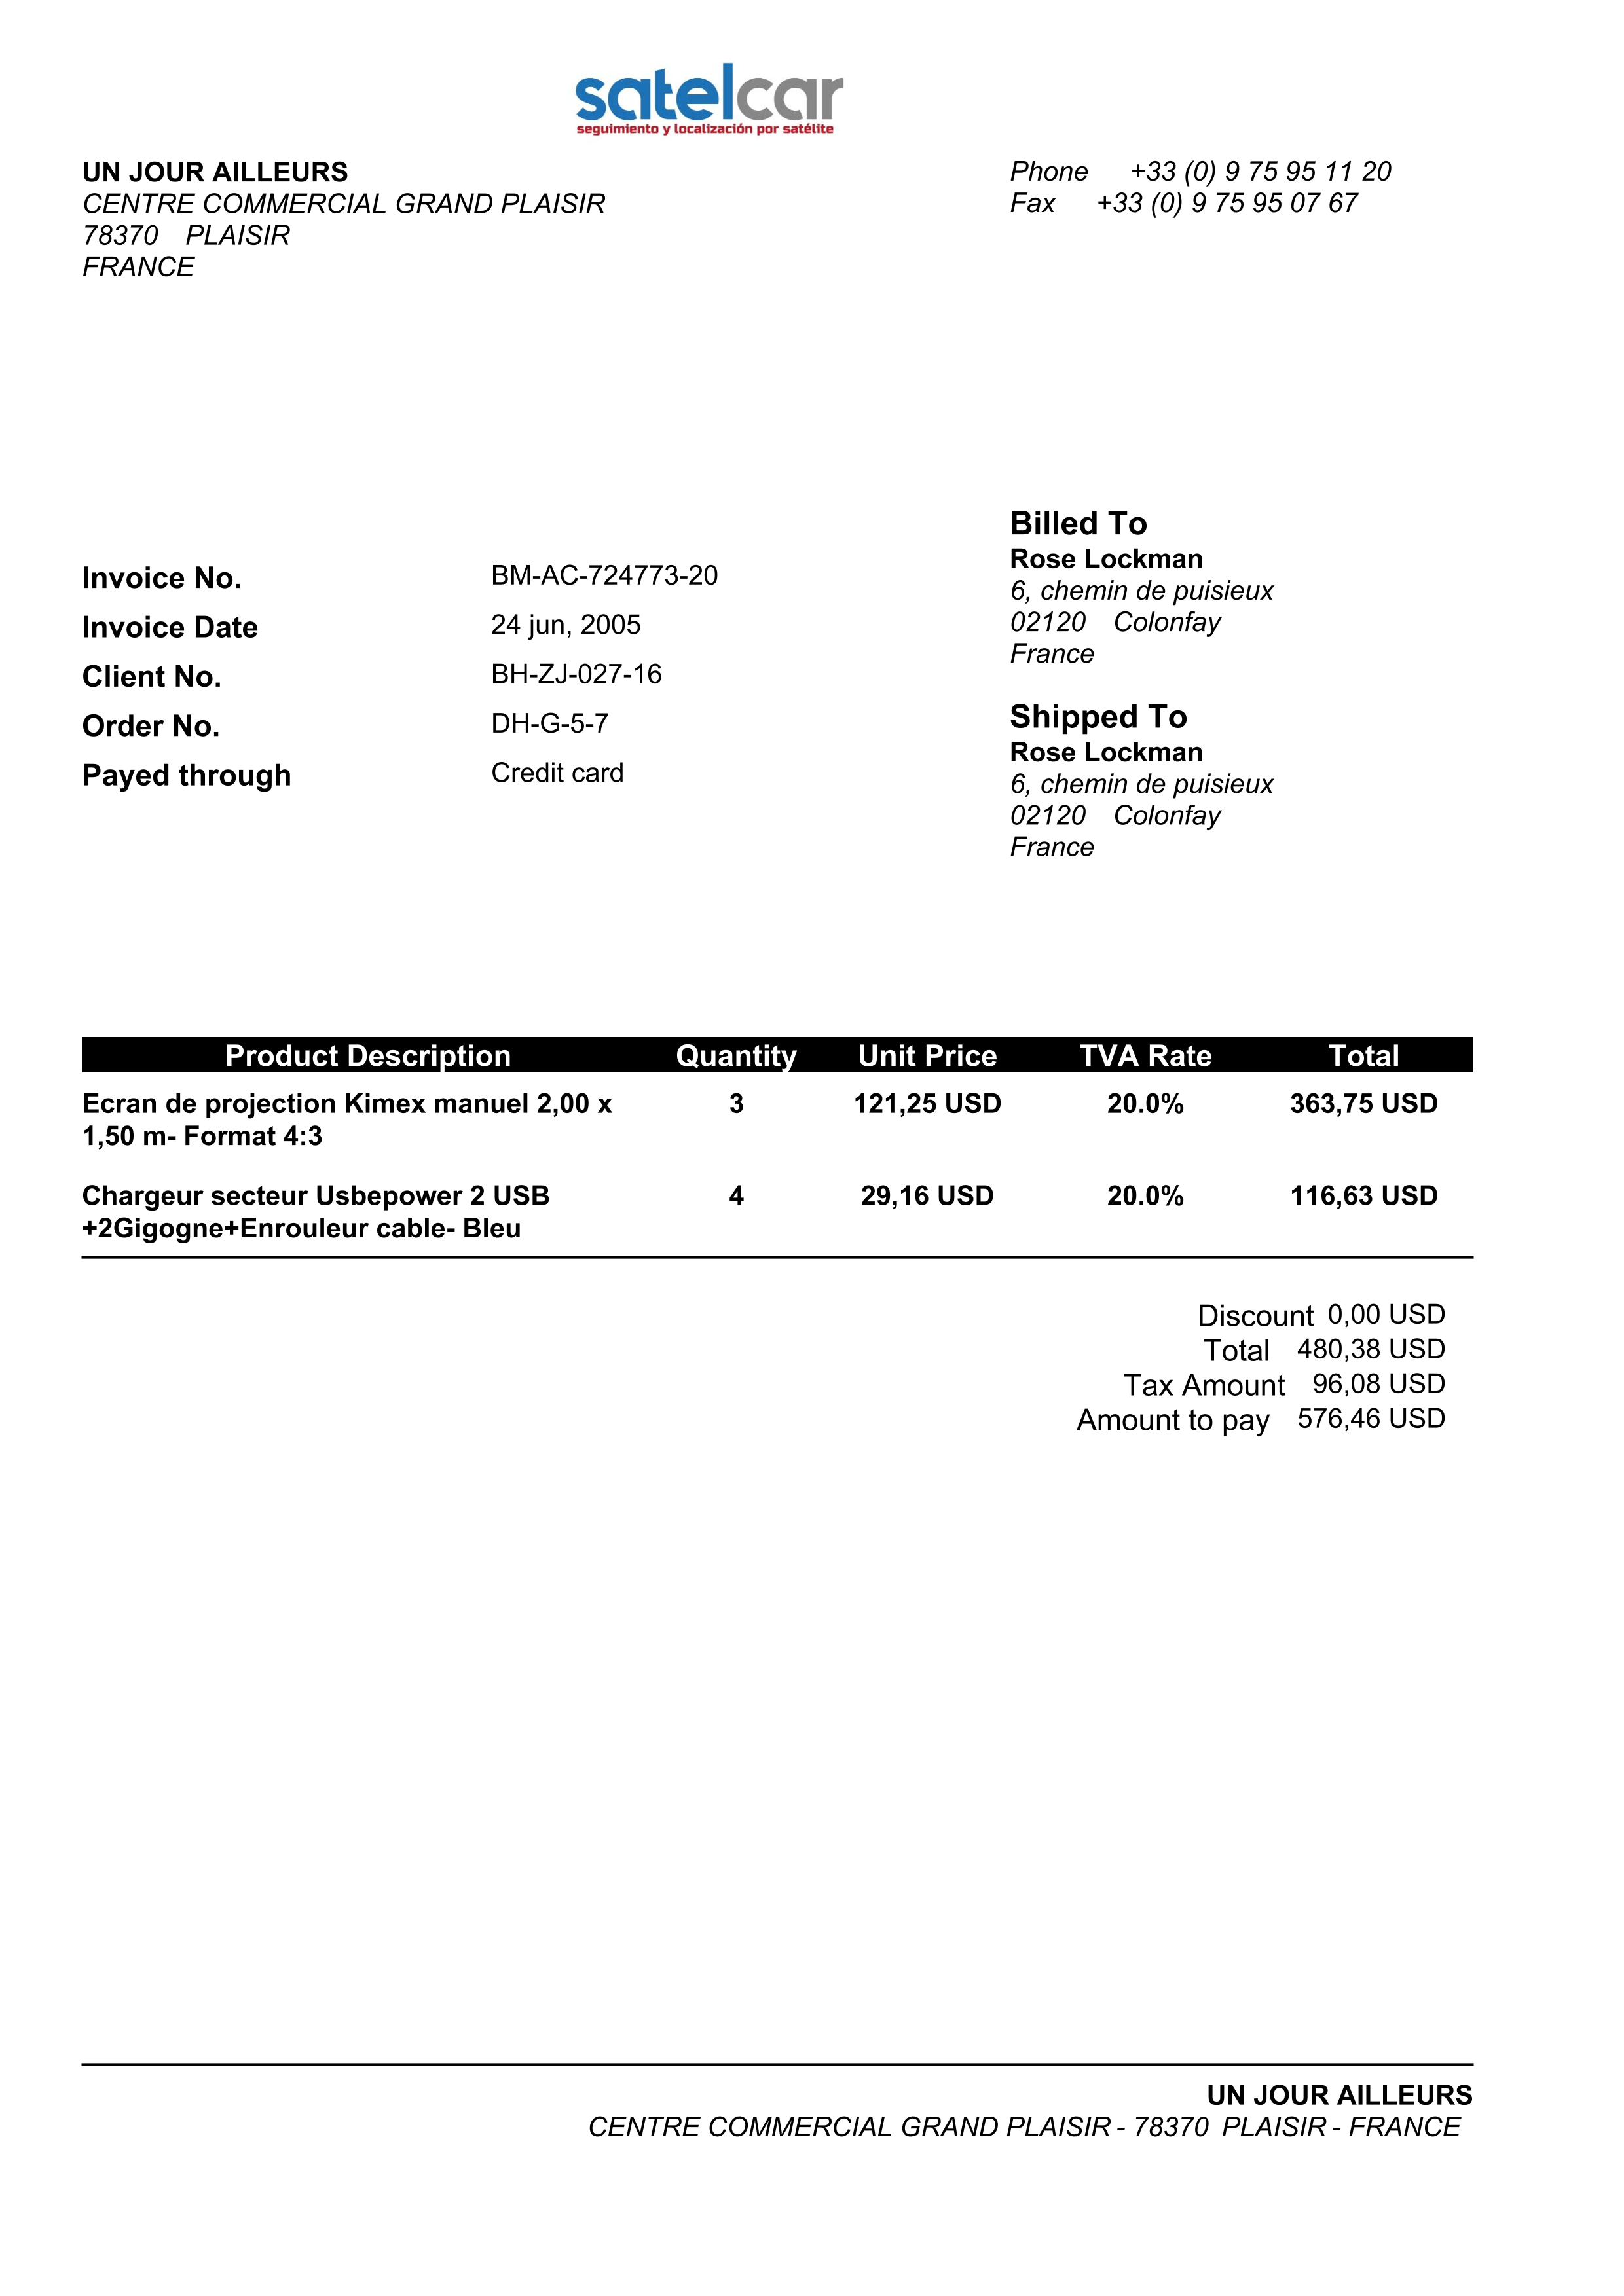 satelcar
seguimiento y localización por satélite
UN JOUR AILLEURS
CENTRE COMMERCIAL GRAND PLAISIR
78370 PLAISIR
FRANCE
Phone +33 (0) 9 75 95 11 20
Fax +33 (0) 9 75 95 07 67
Invoice No. BM-AC-724773-20
Invoice Date 24 jun, 2005
Client No. BH-ZJ-027-16
Order No. DH-G-5-7
Payed through Credit card
Billed To
Rose Lockman
6, chemin de puisieux
02120 Colonfay
France
Shipped To
Rose Lockman
6, chemin de puisieux
02120 Colonfay
France
Product Description Quantity Unit Price TVA Rate Total
Ecran de projection Kimex manuel 2,00 x 3 121,25 USD 20.0% 363,75 USD
1,50 m- Format 4:3
Chargeur secteur Usbepower 2 USB 4 29,16 USD 20.0% 116,63 USD
+2Gigogne+Enrouleur cable- Bleu
Discount 0,00 USD
Total 480,38 USD
Tax Amount 96,08 USD
Amount to pay 576,46 USD
UN JOUR AILLEURS
CENTRE COMMERCIAL GRAND PLAISIR - 78370 PLAISIR - FRANCE